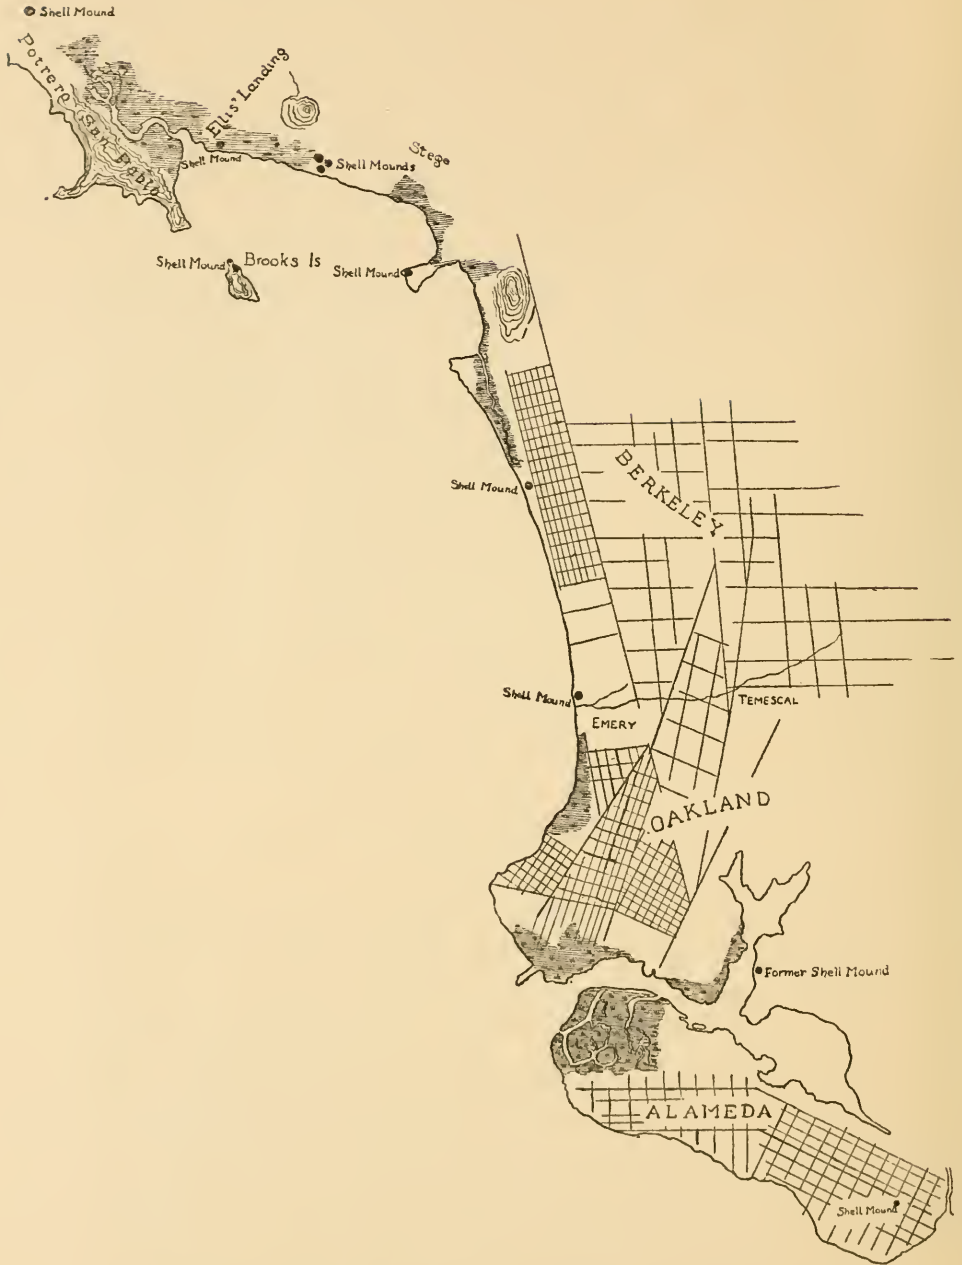 Shell Mound
Potrero San Pablo
Ellis' Landing
Shell Mound
Shell Mounds
Stege
Shell Mound
Brooks Is
Shell Mound
BERKELEY
Shell Mound
Shell Mound
TEMESCAL
EMERY
OAKLAND
Former Shell Mound
ALAMEDA
Shell Mound